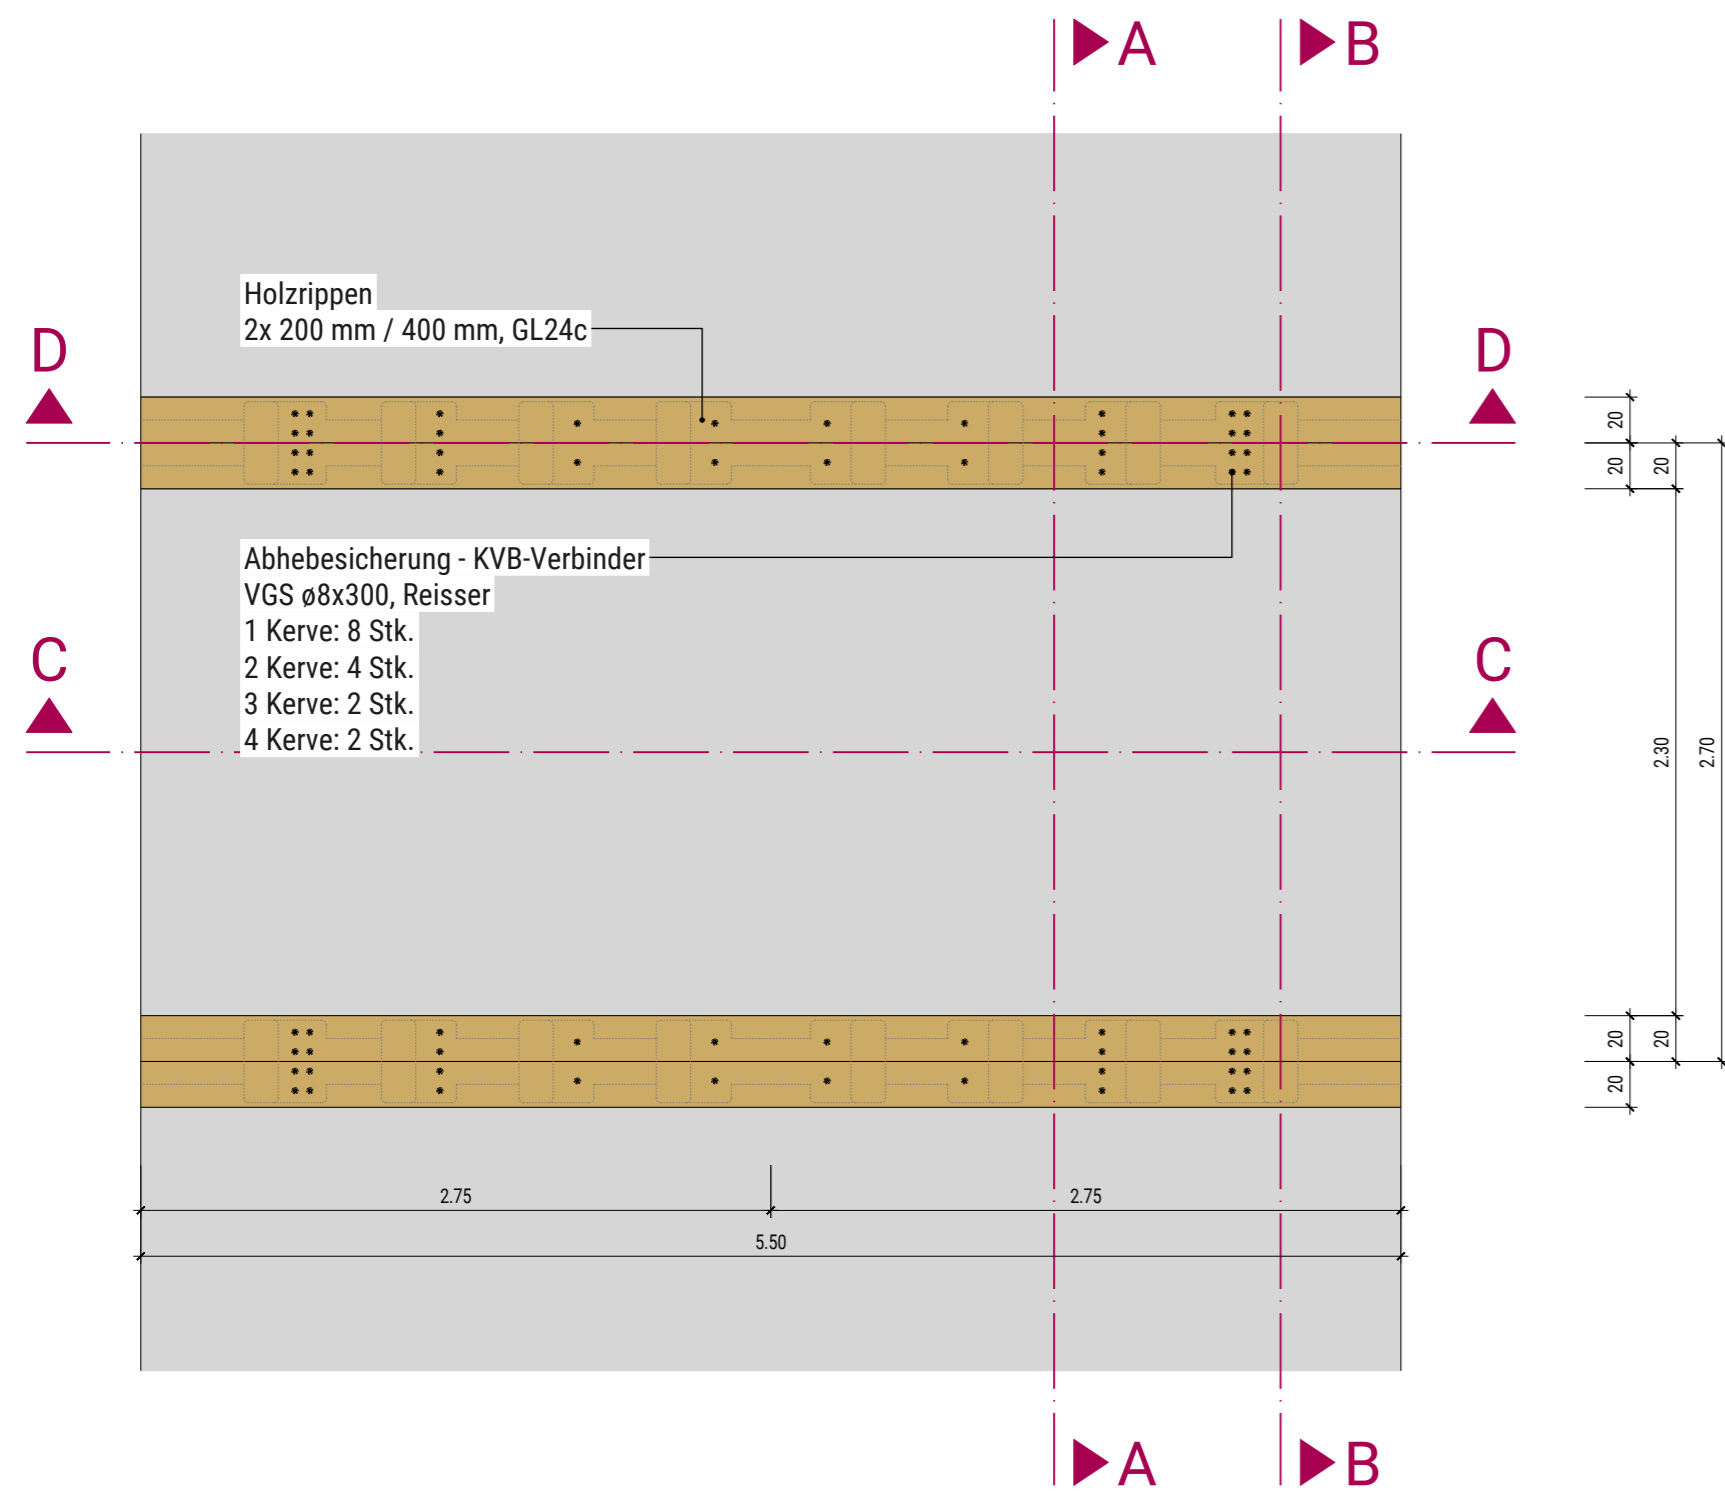 A
B
Holzrippen
2x 200 mm / 400 mm, GL24c
D
D
20
20
20
Abhebesicherung - KVB-Verbinder
VGS ø8x300, Reisser
1 Kerve: 8 Stk.
2 Kerve: 4 Stk.
3 Kerve: 2 Stk.
4 Kerve: 2 Stk.
C
C
2.30
2.70
20
20
20
2.75
2.75
5.50
A
B